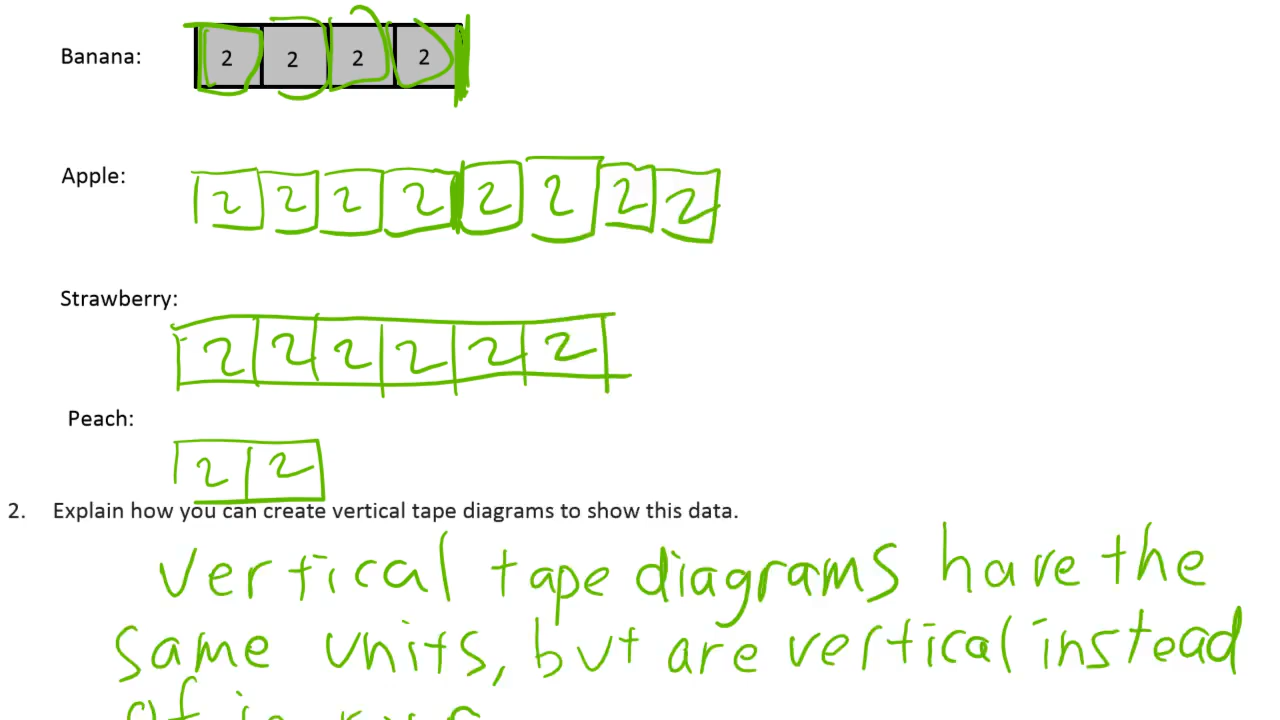 Banana: 2 2 2 2
Apple: 2 2 2 2 2 2 2 2
Strawberry: 2 2 2 2 2 2
Peach: 2 2
2. Explain how you can create vertical tape diagrams to show this data.
Vertical tape diagrams have the
same units, but are vertical instead
of in